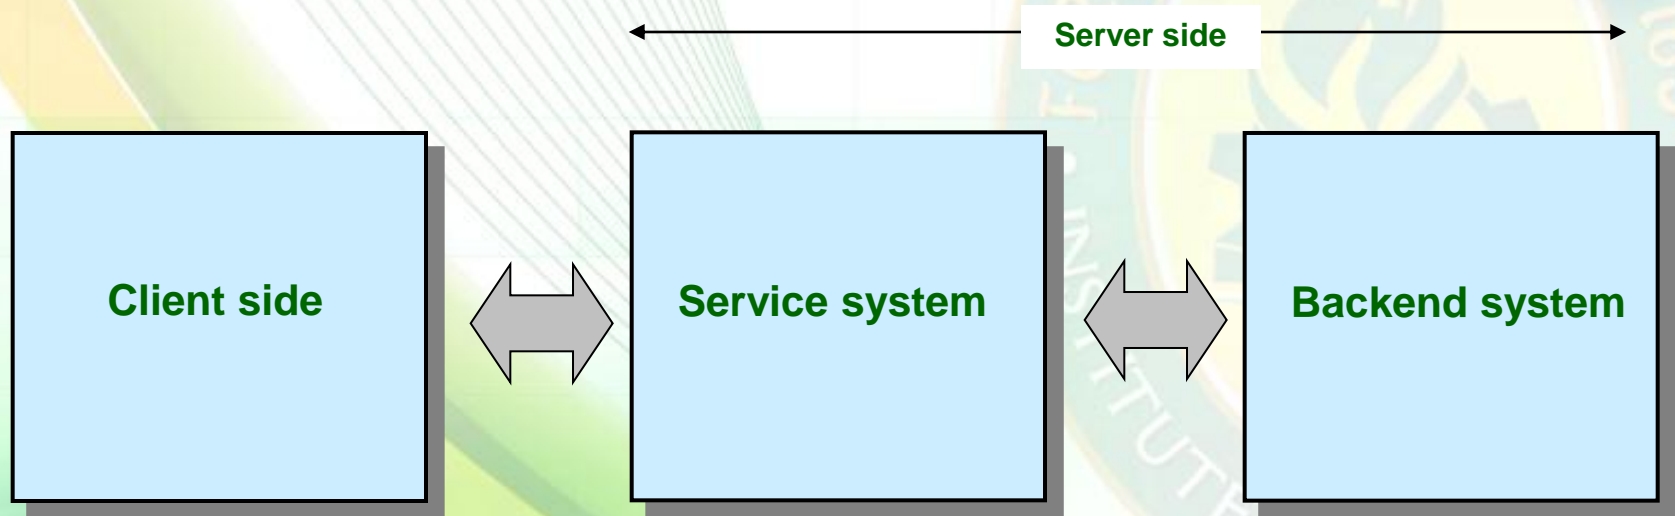 Server side
Client side
Service system
Backend system